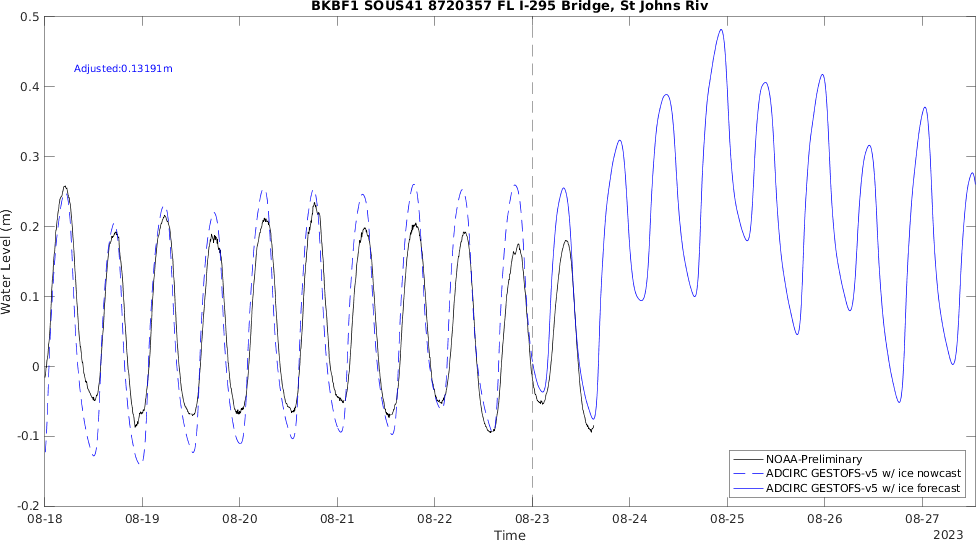 BKBF1 SOUS41 8720357 FL I-295 Bridge, St Johns Riv
0.5
Adjusted:0.13191m
0.4
0.3
0.2
0.1
0
-0.1
-0.2
Water Level (m)
NOAA-Preliminary
ADCIRC GESTOFS-v5 w/ ice nowcast
ADCIRC GESTOFS-v5 w/ ice forecast
08-18 08-19 08-20 08-21 08-22 08-23 08-24 08-25 08-26 08-27
Time
2023